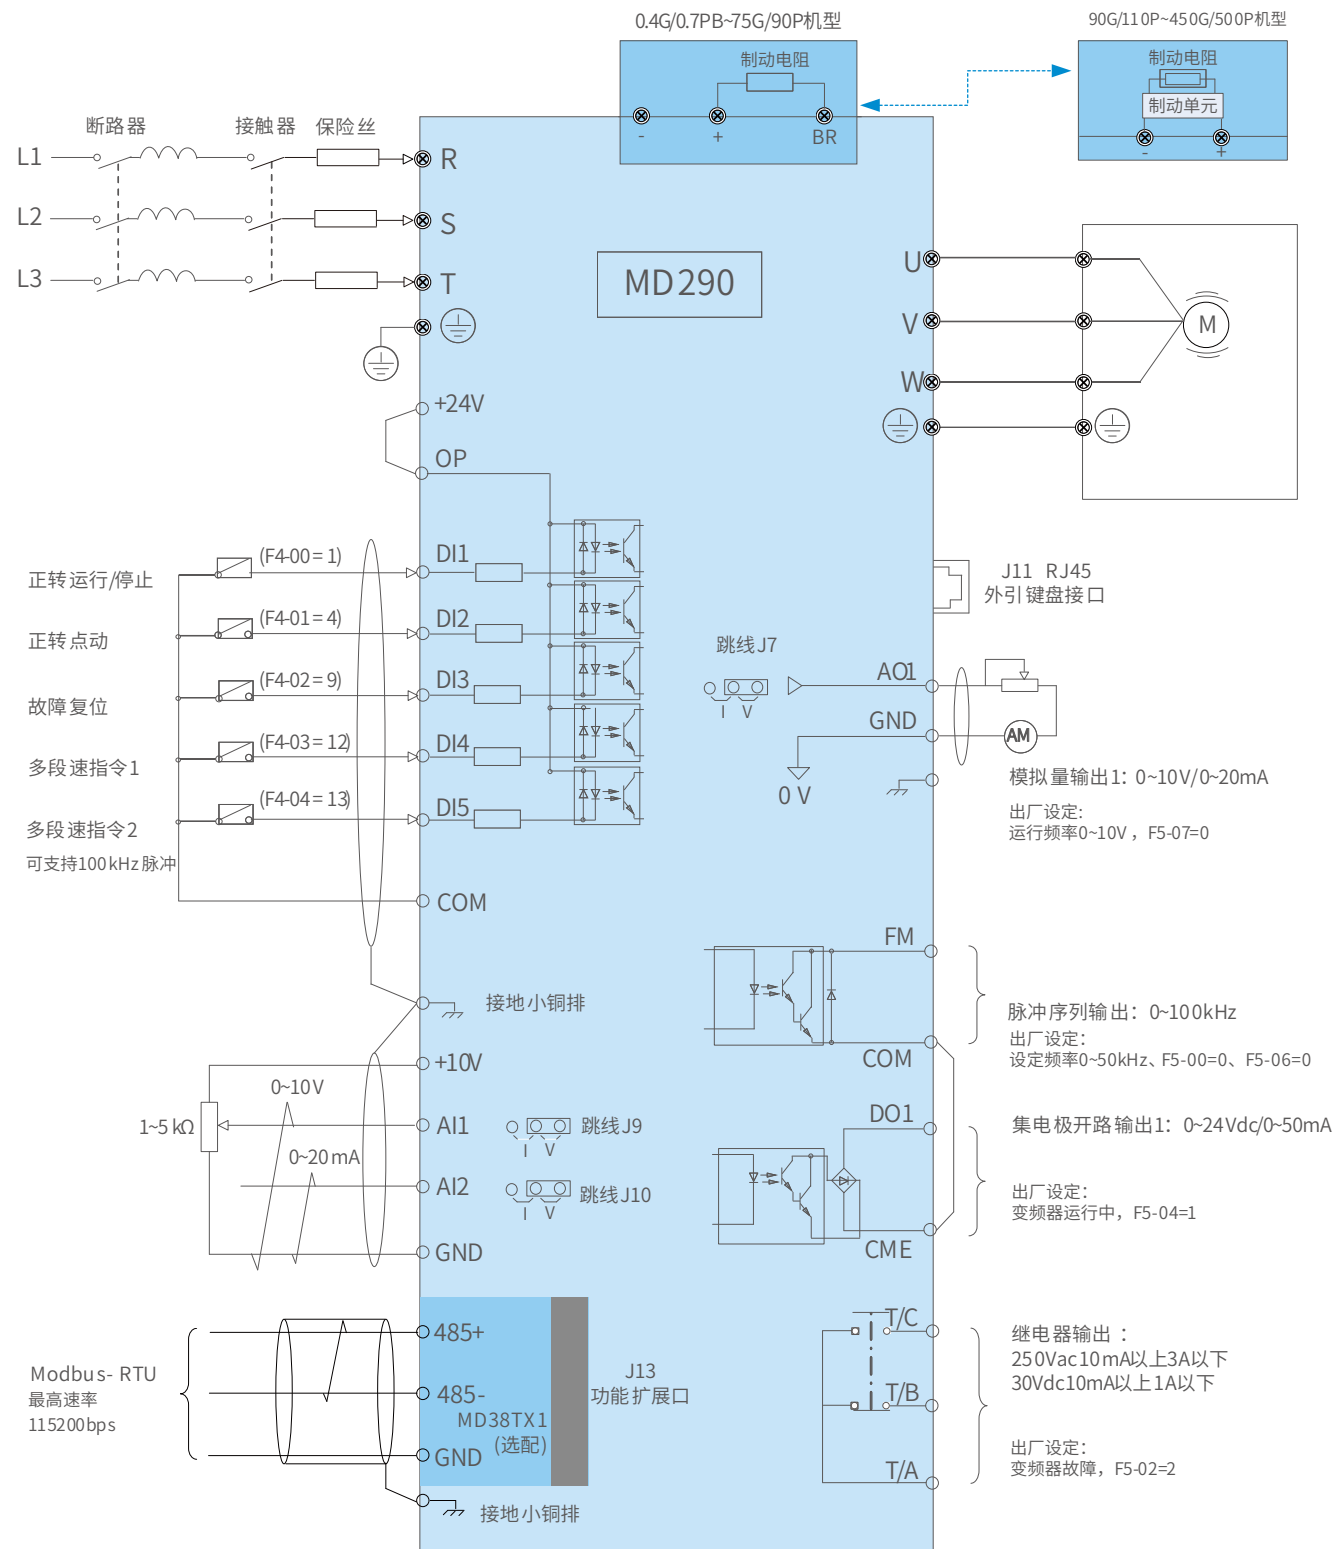 0.4G/0.7PB~75G/90P机型
90G/110P~450G/500P机型
制动电阻
- + BR
制动电阻
制动单元
- +
断路器 接触器 保险丝
L1 R
L2 S
L3 T
MD290
U
V
W
M
+24V
OP
正转运行/停止 (F4-00=1) DI1
正转点动 (F4-01=4) DI2
故障复位 (F4-02=9) DI3
多段速指令1 (F4-03=12) DI4
多段速指令2 (F4-04=13) DI5
可支持100kHz脉冲
COM
接地小铜排
J11 RJ45
外引键盘接口
跳线J7
I V
AO1
GND
0V
AM
模拟量输出1：0~10V/0~20mA
出厂设定：
运行频率0~10V，F5-07=0
FM
COM
脉冲序列输出：0~100kHz
出厂设定：
设定频率0~50kHz、F5-00=0、F5-06=0
+10V
0~10V
1~5 kΩ
AI1
跳线J9
I V
0~20mA
AI2
跳线J10
I V
GND
DO1
CME
集电极开路输出1：0~24Vdc/0~50mA
出厂设定：
变频器运行中，F5-04=1
Modbus-RTU
最高速率
115200bps
485+
485-
MD38TX1
(选配)
GND
J13
功能扩展口
接地小铜排
T/C
T/B
T/A
继电器输出：
250Vac10mA以上3A以下
30Vdc10mA以上1A以下
出厂设定：
变频器故障，F5-02=2